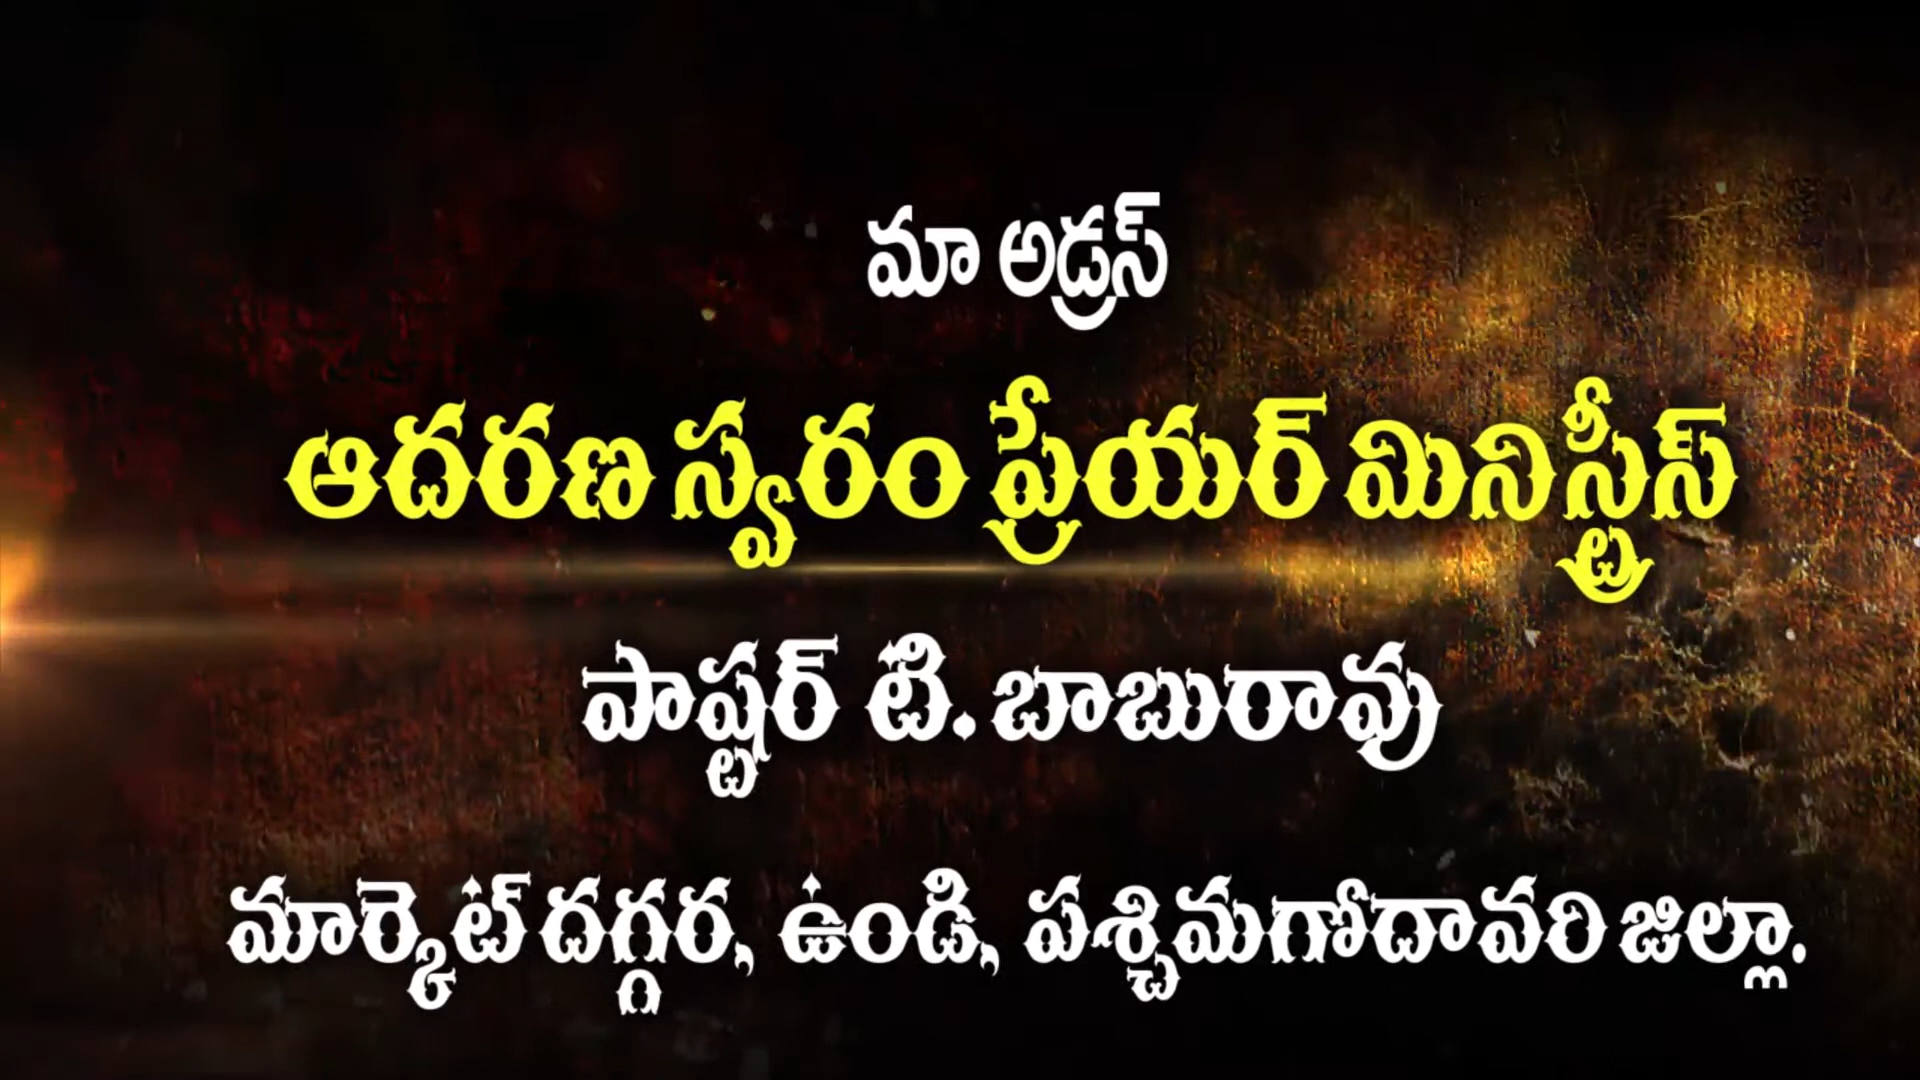 మా అడ్రస్
ఆదరణ స్వరం ప్రేయర్ మినిస్ట్రీస్
పాష్టర్ టి. బాబురావు
మార్కెట్ దగ్గర, ఉండి, పశ్చిమగోదావరి జిల్లా.